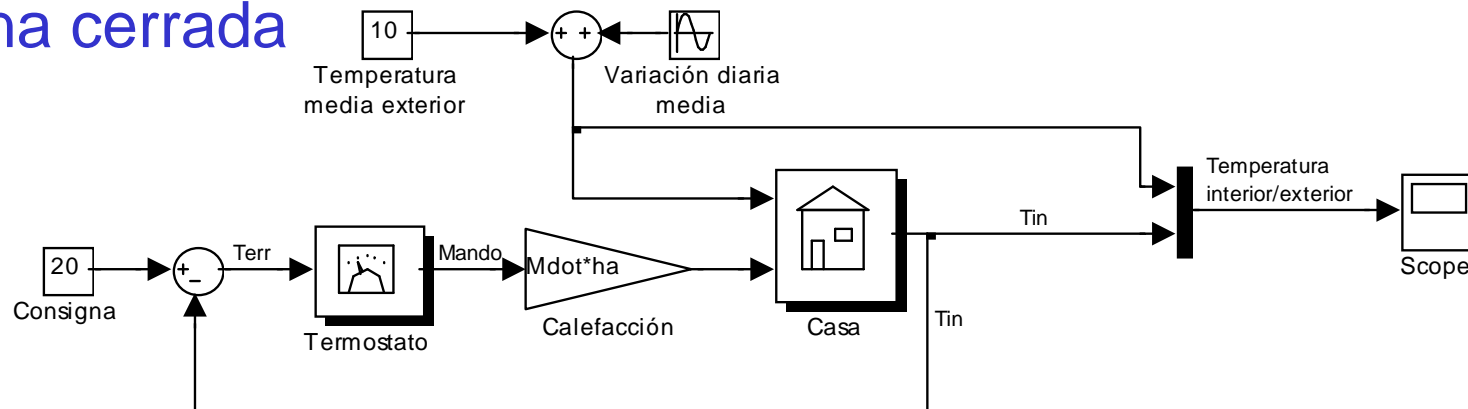 na cerrada
10
Temperatura
media exterior
+ +
Variación diaria
media
Temperatura
interior/exterior
Scope
20
Consigna
+
−
Terr
Termostato
Mando
Mdot*ha
Calefacción
Casa
Tin
Tin